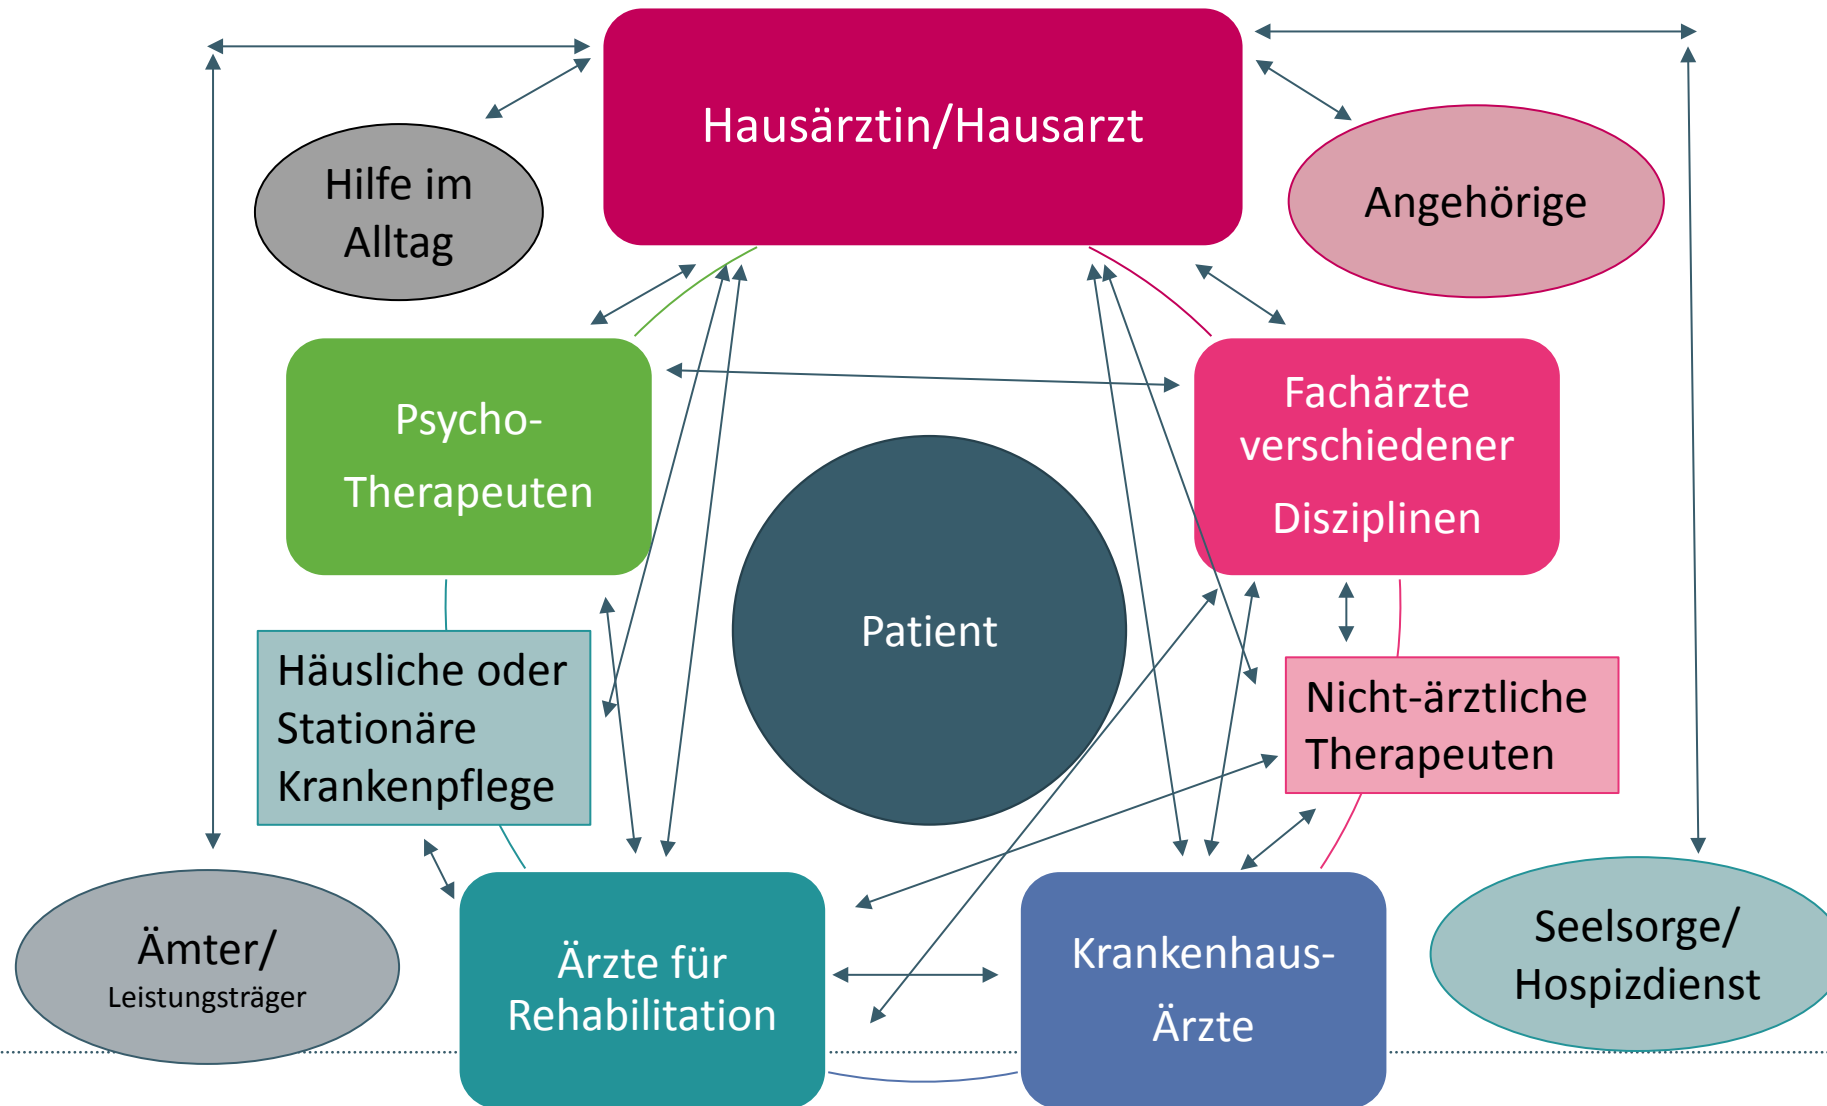 Hausärztin/Hausarzt
Hilfe im
Alltag
Angehörige
Psycho-
Therapeuten
Fachärzte
verschiedener
Disziplinen
Patient
Häusliche oder
Stationäre
Krankenpflege
Nicht-ärztliche
Therapeuten
Ämter/
Leistungsträger
Ärzte für
Rehabilitation
Krankenhaus-
Ärzte
Seelsorge/
Hospizdienst